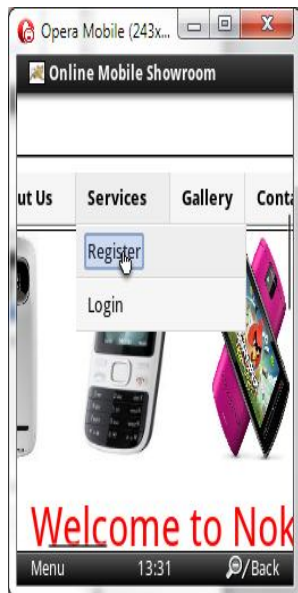 Opera Mobile (243x...
Online Mobile Showroom
ut Us Services Gallery Conta
Register
Login
Welcome to Nok
Menu 13:31 /Back